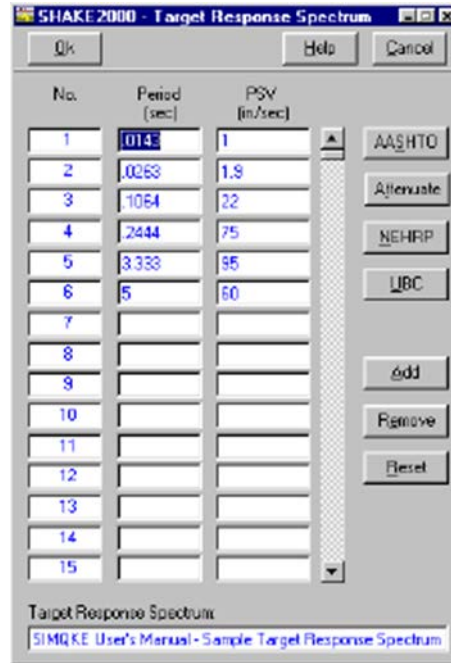 SHAKE2000 - Target Response Spectrum
Ok Help Cancel
No. Period (sec) PSV (in/sec)
1 .0143 1
2 .0263 1.9
3 .1064 22
4 .2444 75
5 3.333 95
6 5 60
7
8
9
10
11
12
13
14
15
AASHTO
Attenuate
NEHRP
UBC
Add
Remove
Reset
Target Response Spectrum:
SIMQKE User's Manual - Sample Target Response Spectrum